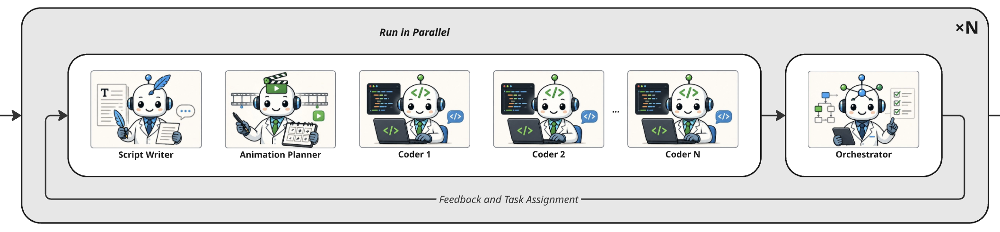 Run in Parallel
×N
T
</>
</>
</>
...
</>
</>
</>
</>
</>
</>
Script Writer
Animation Planner
Coder 1
Coder 2
Coder N
Orchestrator
Feedback and Task Assignment